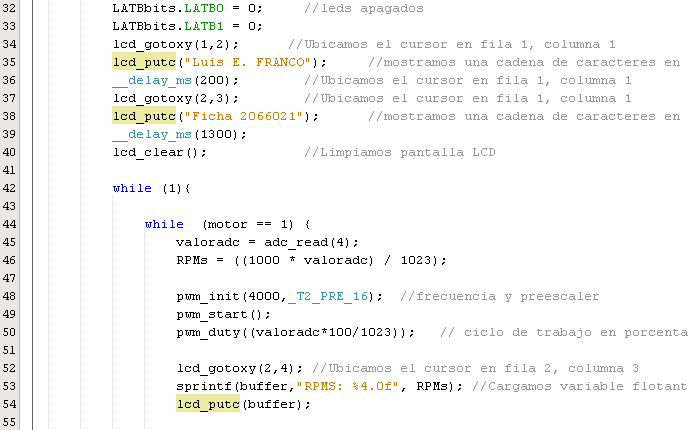 32 LATBbits.LATB0 = 0; //leds apagados
33 LATBbits.LATB1 = 0;
34 lcd_gotoxy(1,2); //Ubicamos el cursor en fila 1, columna 1
35 lcd_putc("Luis E. FRANCO"); //mostramos una cadena de caracteres en
36 __delay_ms(200); //Ubicamos el cursor en fila 1, columna 1
37 lcd_gotoxy(2,3); //Ubicamos el cursor en fila 1, columna 1
38 lcd_putc("Ficha 2066021"); //mostramos una cadena de caracteres en
39 __delay_ms(1300);
40 lcd_clear(); //Limpiamos pantalla LCD
41
42 while (1){
43
44 while (motor == 1) {
45 valoradc = adc_read(4);
46 RPMs = ((1000 * valoradc) / 1023);
47
48 pwm_init(4000,_T2_PRE_16); //frecuencia y preescaler
49 pwm_start();
50 pwm_duty((valoradc*100/1023)); // ciclo de trabajo en porcenta
51
52 lcd_gotoxy(2,4); //Ubicamos el cursor en fila 2, columna 3
53 sprintf(buffer,"RPMS: %4.0f", RPMs); //Cargamos variable flotant
54 lcd_putc(buffer);
55